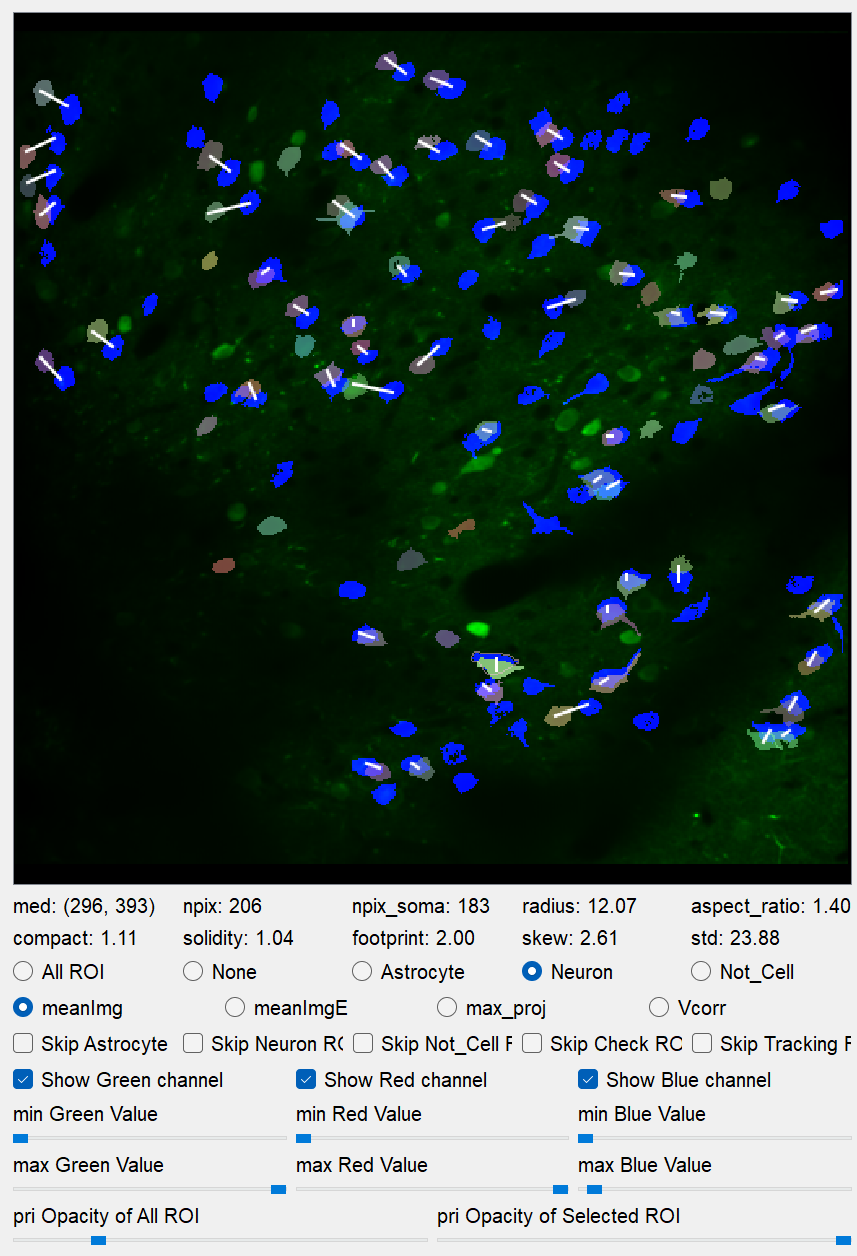 med: (296, 393) npix: 206 npix_soma: 183 radius: 12.07 aspect_ratio: 1.40
compact: 1.11 solidity: 1.04 footprint: 2.00 skew: 2.61 std: 23.88
All ROI None Astrocyte Neuron Not_Cell
meanImg meanImgE max_proj Vcorr
Skip Astrocyte Skip Neuron RC Skip Not_Cell F Skip Check RC Skip Tracking F
Show Green channel Show Red channel Show Blue channel
min Green Value min Red Value min Blue Value
max Green Value max Red Value max Blue Value
pri Opacity of All ROI pri Opacity of Selected ROI